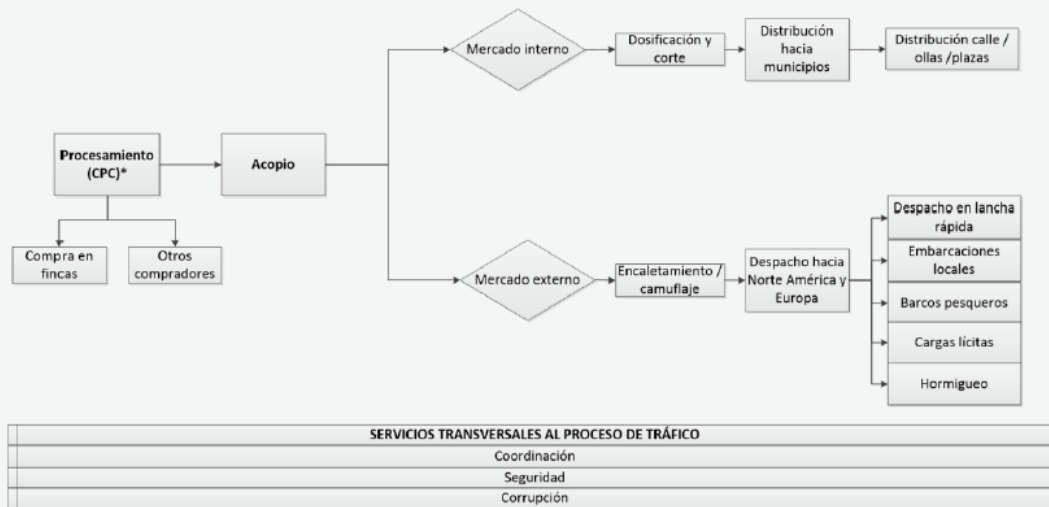 Mercado interno
Dosificación y
corte
Distribución
hacia
municipios
Distribución calle /
ollas /plazas
Procesamiento
(CPC)*
Acopio
Compra en
fincas
Otros
compradores
Mercado externo
Encaletamiento /
camuflaje
Despacho hacia
Norte América y
Europa
Despacho en lancha
rápida
Embarcaciones
locales
Barcos pesqueros
Cargas lícitas
Hormigueo
SERVICIOS TRANSVERSALES AL PROCESO DE TRÁFICO
Coordinación
Seguridad
Corrupción